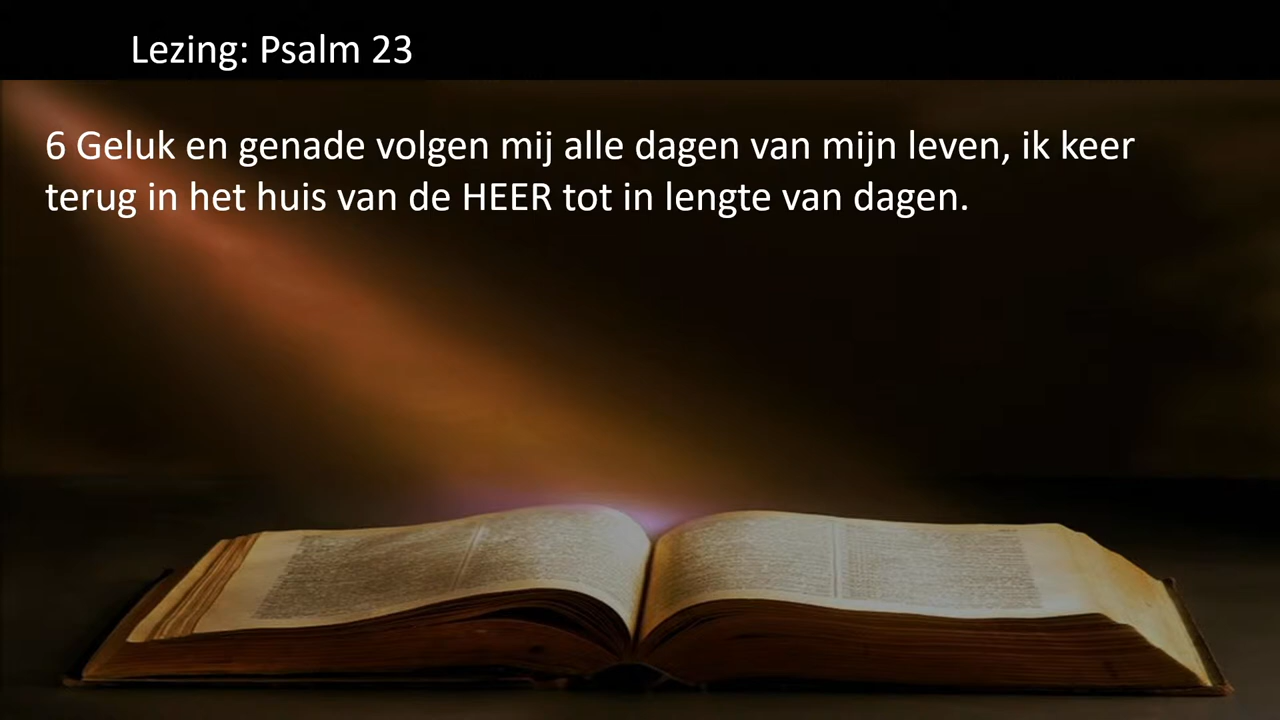 Lezing: Psalm 23
6 Geluk en genade volgen mij alle dagen van mijn leven, ik keer
terug in het huis van de HEER tot in lengte van dagen.